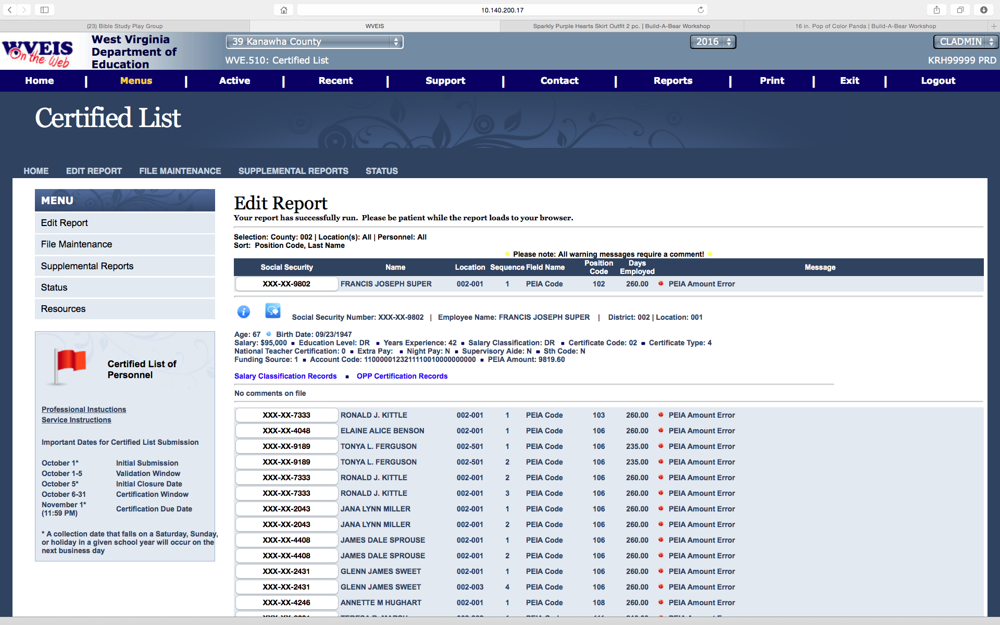 10.140.200.17
(23) Bible Study Play Group
WVEIS
Sparkly Purple Hearts Skirt Outfit 2 pc. | Build-A-Bear Workshop
16 in. Pop of Color Panda | Build-A-Bear Workshop
WVEIS
On the Web
West Virginia
Department of
Education
39 Kanawha County
2016
CLADMIN
WVE.510: Certified List
KRH99999 PRD
Home | Menus | Active | Recent | Support | Contact | Reports | Print | Exit | Logout
Certified List
HOME EDIT REPORT FILE MAINTENANCE SUPPLEMENTAL REPORTS STATUS
MENU
Edit Report
File Maintenance
Supplemental Reports
Status
Resources
Certified List of
Personnel
Professional Instuctions
Service Instructions
Important Dates for Certified List Submission
October 1* Initial Submission
October 1-5 Validation Window
October 5* Initial Closure Date
October 6-31 Certification Window
November 1*
(11:59 PM) Certification Due Date
* A collection date that falls on a Saturday, Sunday,
or holiday in a given school year will occur on the
next business day
Edit Report
Your report has successfully run. Please be patient while the report loads to your browser.
Selection: County: 002 | Location(s): All | Personnel: All
Sort: Position Code, Last Name
Please note: All warning messages require a comment!
Social Security Name Location Sequence Field Name Position Code Days Employed Message
XXX-XX-9802 FRANCIS JOSEPH SUPER 002-001 1 PEIA Code 102 260.00 PEIA Amount Error
Social Security Number: XXX-XX-9802 | Employee Name: FRANCIS JOSEPH SUPER | District: 002 | Location: 001
Age: 67 Birth Date: 09/23/1947
Salary: $95,000 ▪ Education Level: DR ▪ Years Experience: 42 ▪ Salary Classification: DR ▪ Certificate Code: 02 ▪ Certificate Type: 4
National Teacher Certification: 0 ▪ Extra Pay: ▪ Night Pay: N ▪ Supervisory Aide: N ▪ Sth Code: N
Funding Source: 1 ▪ Account Code: 1100000123211110010000000000 ▪ PEIA Amount: 9819.60
Salary Classification Records ▪ OPP Certification Records
No comments on file
XXX-XX-7333 RONALD J. KITTLE 002-001 1 PEIA Code 103 260.00 PEIA Amount Error
XXX-XX-4048 ELAINE ALICE BENSON 002-001 1 PEIA Code 106 260.00 PEIA Amount Error
XXX-XX-9189 TONYA L. FERGUSON 002-501 1 PEIA Code 106 235.00 PEIA Amount Error
XXX-XX-9189 TONYA L. FERGUSON 002-501 2 PEIA Code 106 235.00 PEIA Amount Error
XXX-XX-7333 RONALD J. KITTLE 002-001 2 PEIA Code 106 260.00 PEIA Amount Error
XXX-XX-7333 RONALD J. KITTLE 002-001 3 PEIA Code 106 260.00 PEIA Amount Error
XXX-XX-2043 JANA LYNN MILLER 002-001 1 PEIA Code 106 260.00 PEIA Amount Error
XXX-XX-2043 JANA LYNN MILLER 002-001 2 PEIA Code 106 260.00 PEIA Amount Error
XXX-XX-4408 JAMES DALE SPROUSE 002-001 1 PEIA Code 106 260.00 PEIA Amount Error
XXX-XX-4408 JAMES DALE SPROUSE 002-001 2 PEIA Code 106 260.00 PEIA Amount Error
XXX-XX-2431 GLENN JAMES SWEET 002-001 1 PEIA Code 106 260.00 PEIA Amount Error
XXX-XX-2431 GLENN JAMES SWEET 002-003 4 PEIA Code 106 260.00 PEIA Amount Error
XXX-XX-4246 ANNETTE M HUGHART 002-001 1 PEIA Code 108 260.00 PEIA Amount Error